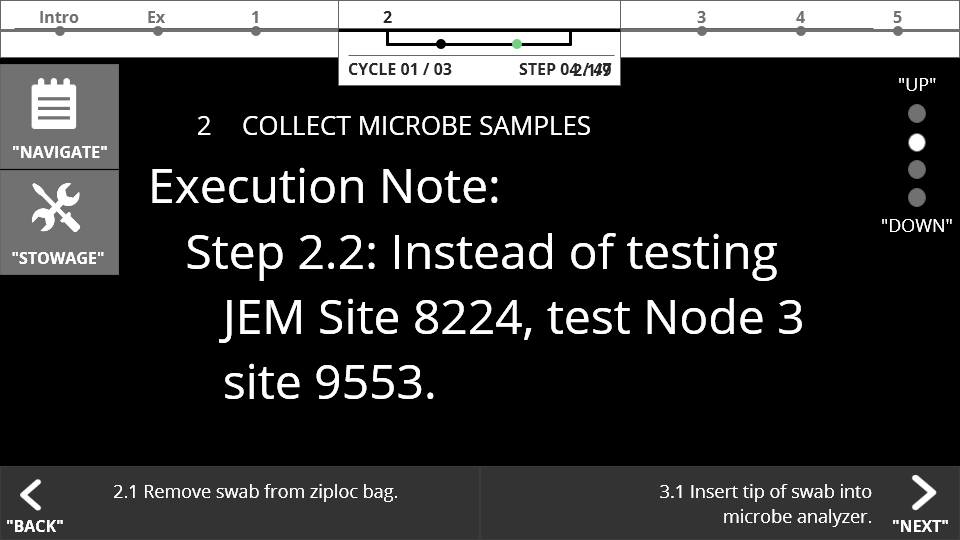 Intro Ex 1 2 3 4 5
CYCLE 01 / 03 STEP 04 / 49
"UP"
"NAVIGATE"
2 COLLECT MICROBE SAMPLES
Execution Note:
Step 2.2: Instead of testing
JEM Site 8224, test Node 3
site 9553.
"DOWN"
"STOWAGE"
2.1 Remove swab from ziploc bag.
3.1 Insert tip of swab into
microbe analyzer.
"BACK"
"NEXT"